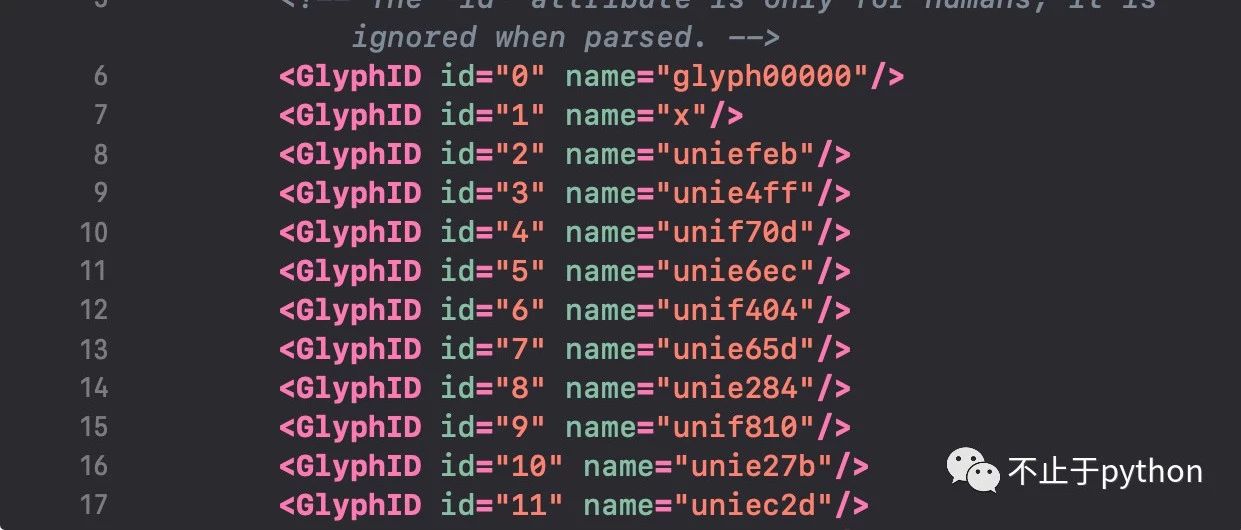 5 <!-- The 'id' attribute is only for humans; it is
ignored when parsed. -->
6 <GlyphID id="0" name="glyph00000"/>
7 <GlyphID id="1" name="x"/>
8 <GlyphID id="2" name="uniefeb"/>
9 <GlyphID id="3" name="unie4ff"/>
10 <GlyphID id="4" name="unif70d"/>
11 <GlyphID id="5" name="unie6ec"/>
12 <GlyphID id="6" name="unif404"/>
13 <GlyphID id="7" name="unie65d"/>
14 <GlyphID id="8" name="unie284"/>
15 <GlyphID id="9" name="unif810"/>
16 <GlyphID id="10" name="unie27b"/>
17 <GlyphID id="11" name="uniec2d"/>
不止于python